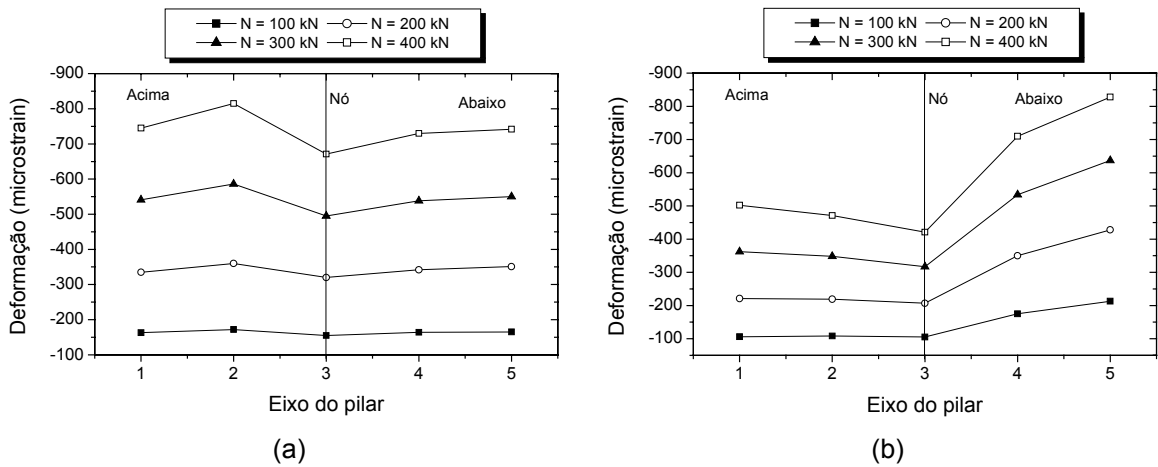 N = 100 kN N = 200 kN
N = 300 kN N = 400 kN
-900
-800
-700
-600
-500
-400
-300
-200
-100
Deformação (microstrain)
Acima
Nó
Abaixo
1 2 3 4 5
Eixo do pilar
(a)
N = 100 kN N = 200 kN
N = 300 kN N = 400 kN
-900
-800
-700
-600
-500
-400
-300
-200
-100
Deformação (microstrain)
Acima
Nó
Abaixo
1 2 3 4 5
Eixo do pilar
(b)